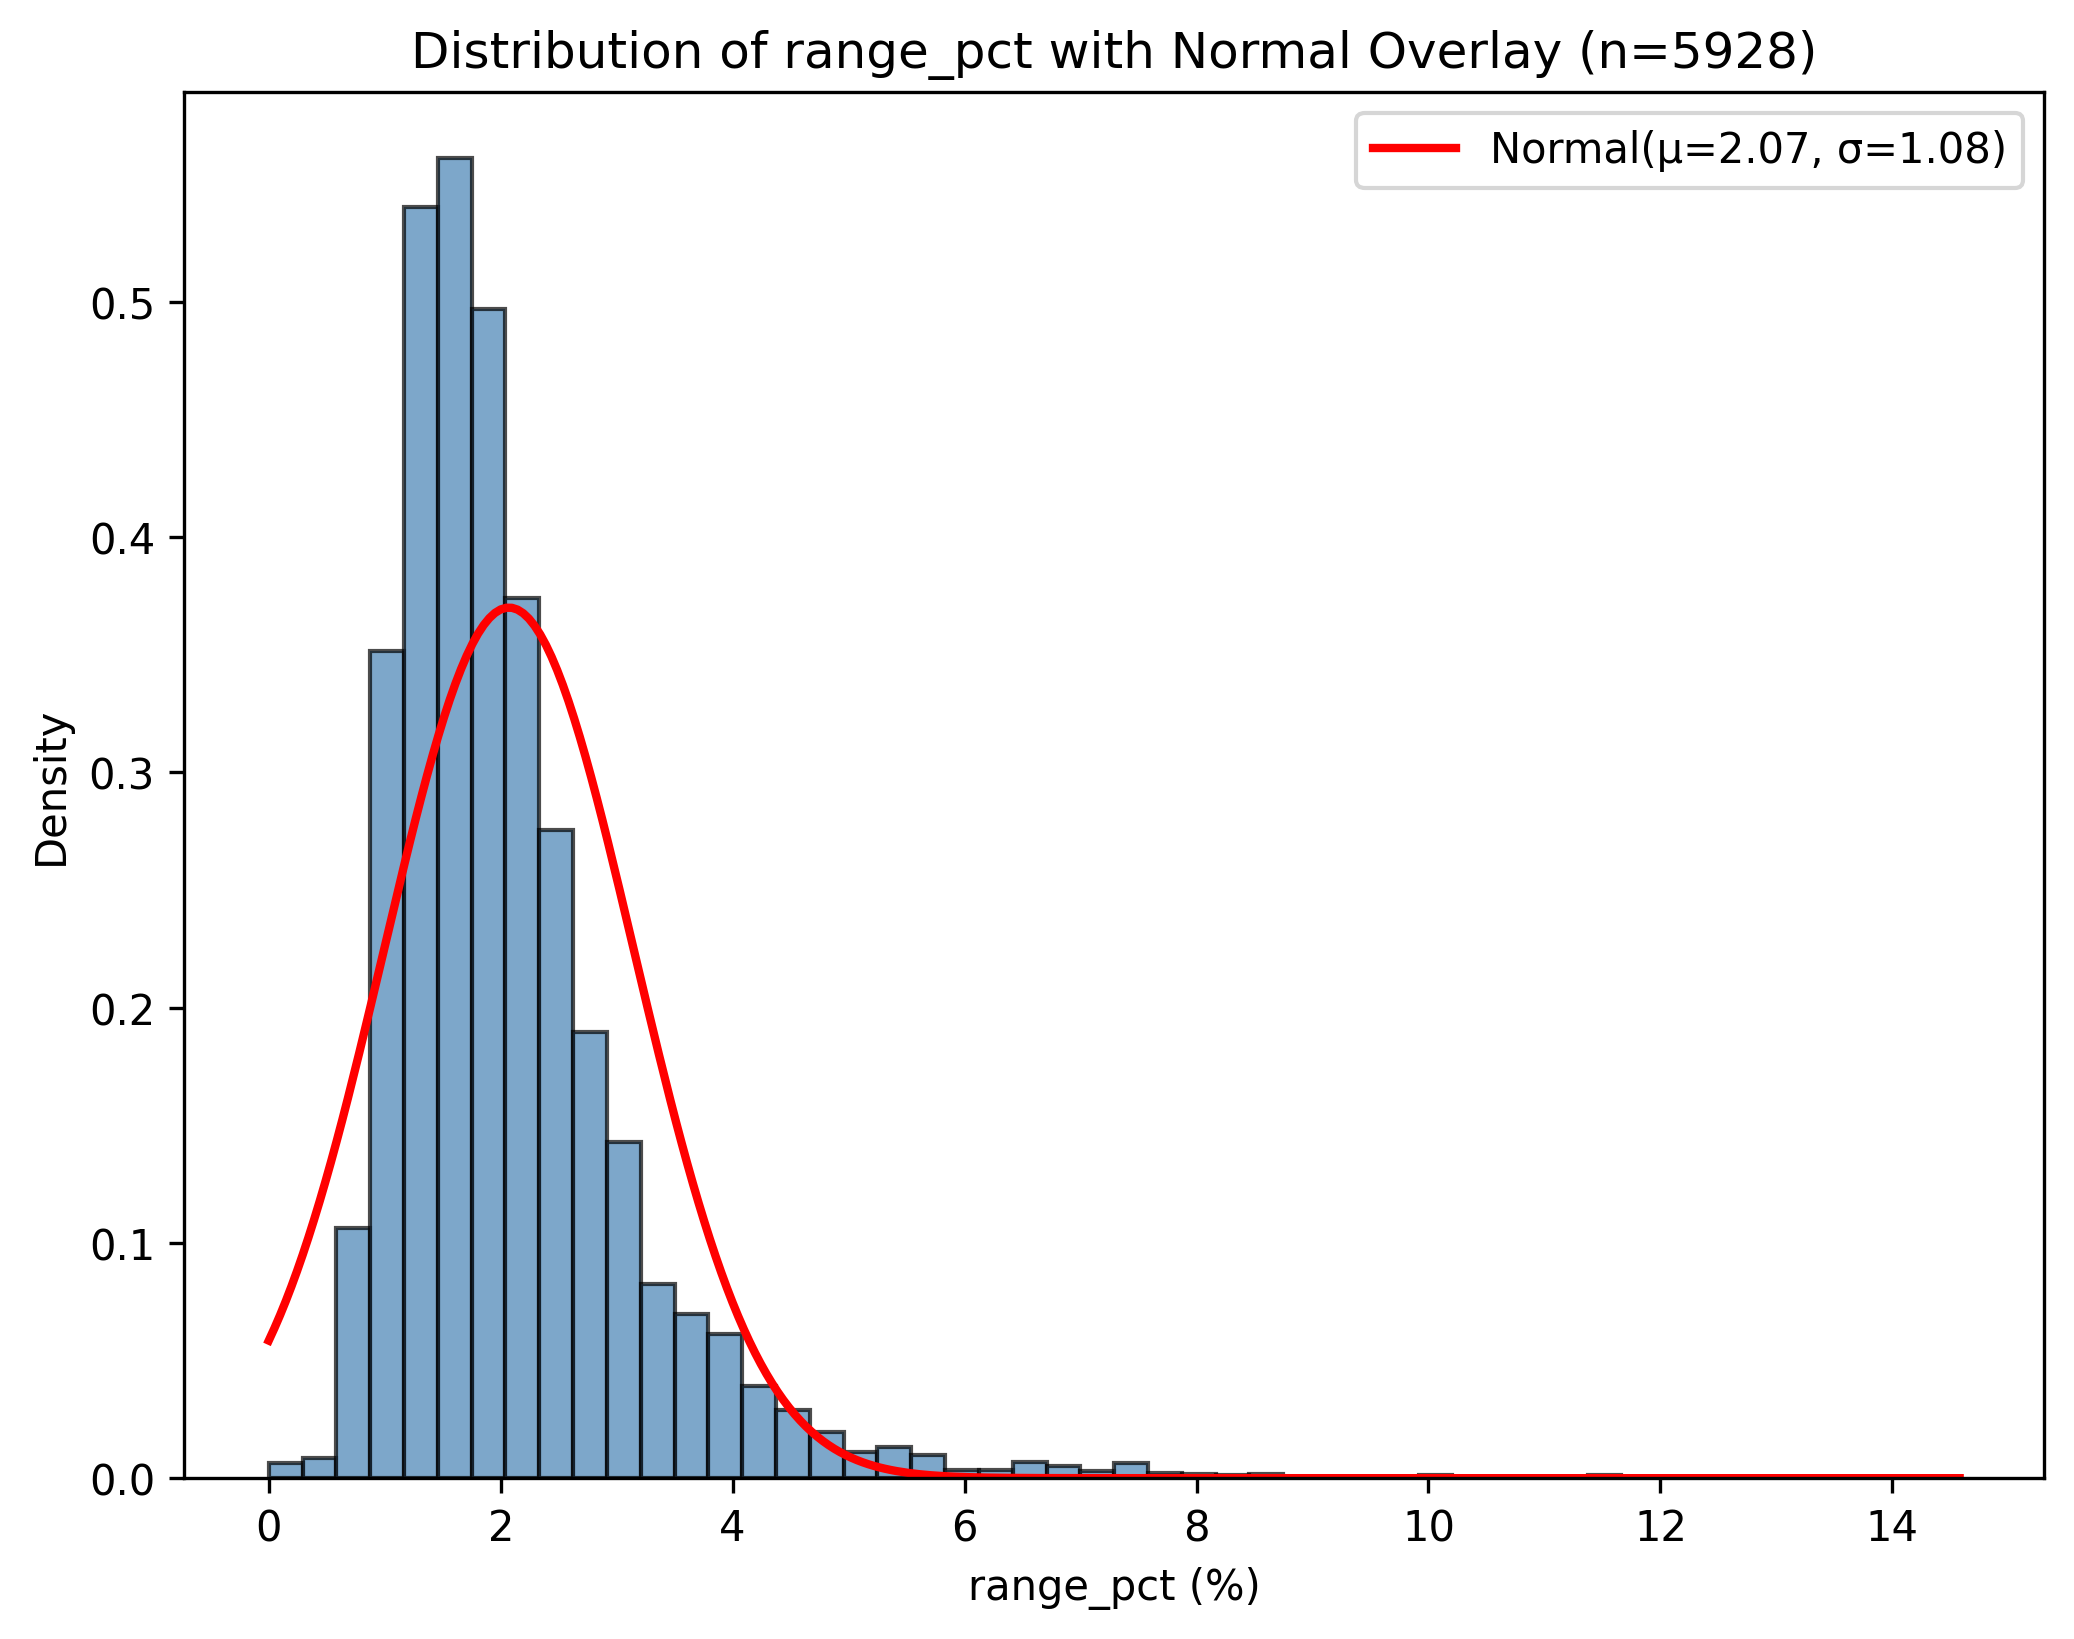 Distribution of range_pct with Normal Overlay (n=5928)
Normal(μ=2.07, σ=1.08)
0.5
0.4
0.3
0.2
0.1
0.0
Density
0 2 4 6 8 10 12 14
range_pct (%)